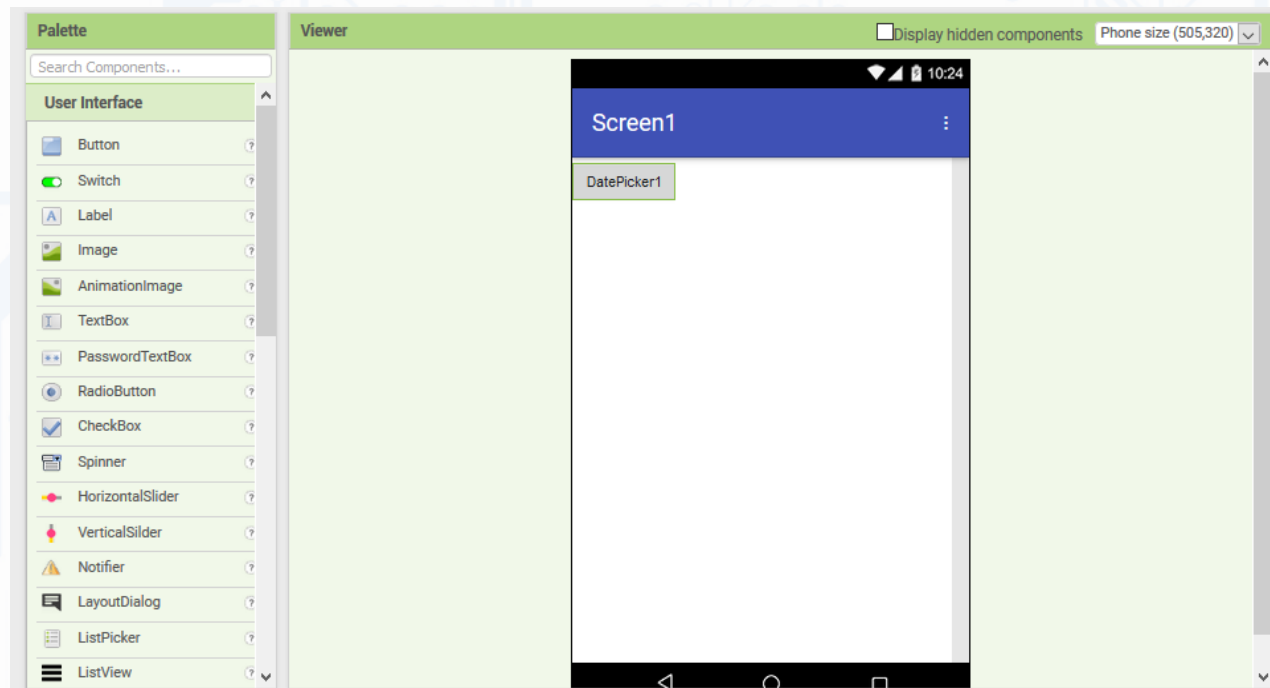 Palette
Search Components...
User Interface
Button
Switch
Label
Image
AnimationImage
TextBox
PasswordTextBox
RadioButton
CheckBox
Spinner
HorizontalSlider
VerticalSilder
Notifier
LayoutDialog
ListPicker
ListView
Viewer
Display hidden components
Phone size (505,320)
10:24
Screen1
DatePicker1